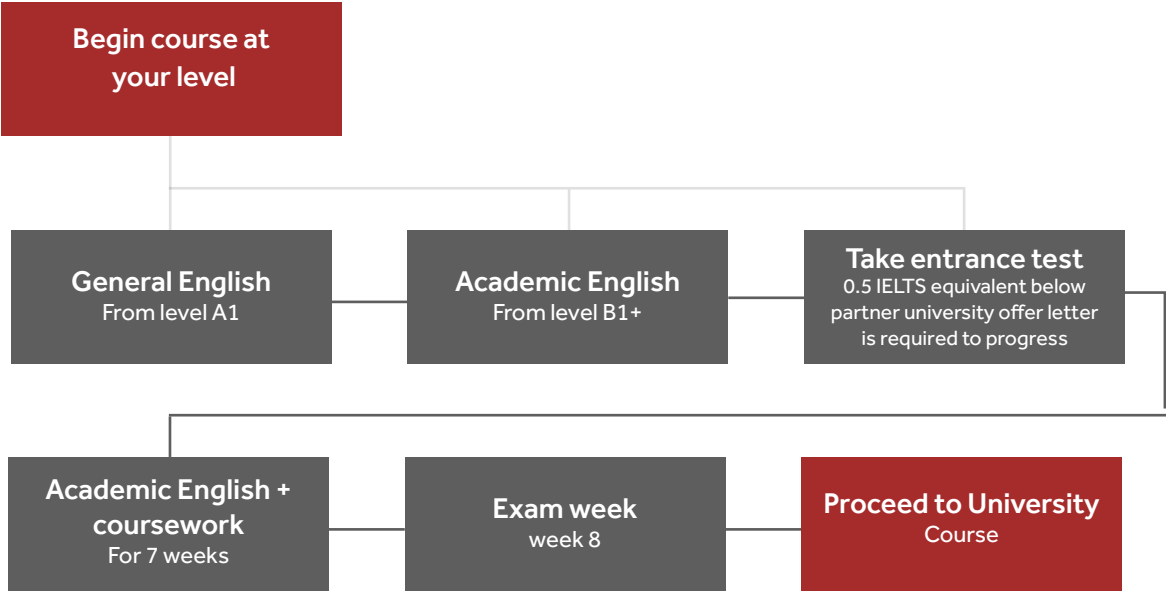 Begin course at
your level
General English
From level A1
Academic English
From level B1+
Take entrance test
0.5 IELTS equivalent below
partner university offer letter
is required to progress
Academic English +
coursework
For 7 weeks
Exam week
week 8
Proceed to University
Course